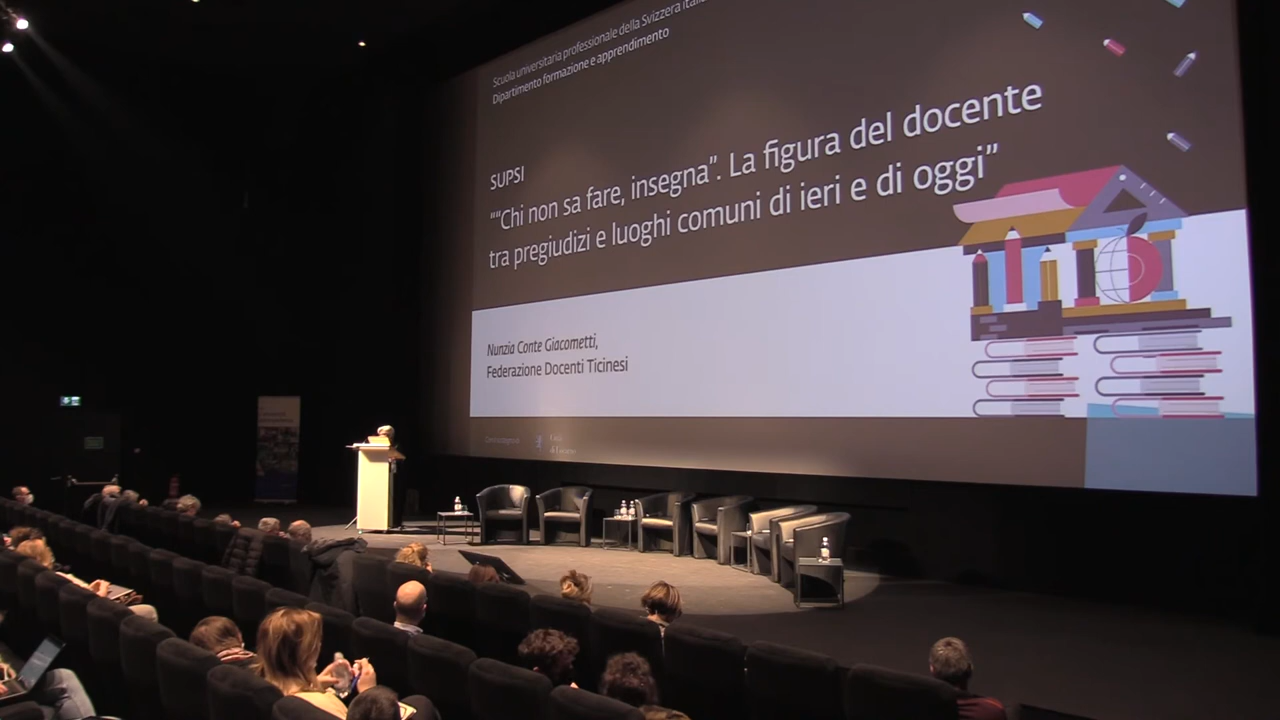 Scuola universitaria professionale della Svizzera
Dipartimento formazione e apprendimento
SUPSI
““Chi non sa fare, insegna”. La figura del docente
tra pregiudizi e luoghi comuni di ieri e di oggi”
Nunzia Conte Giacometti,
Federazione Docenti Ticinesi